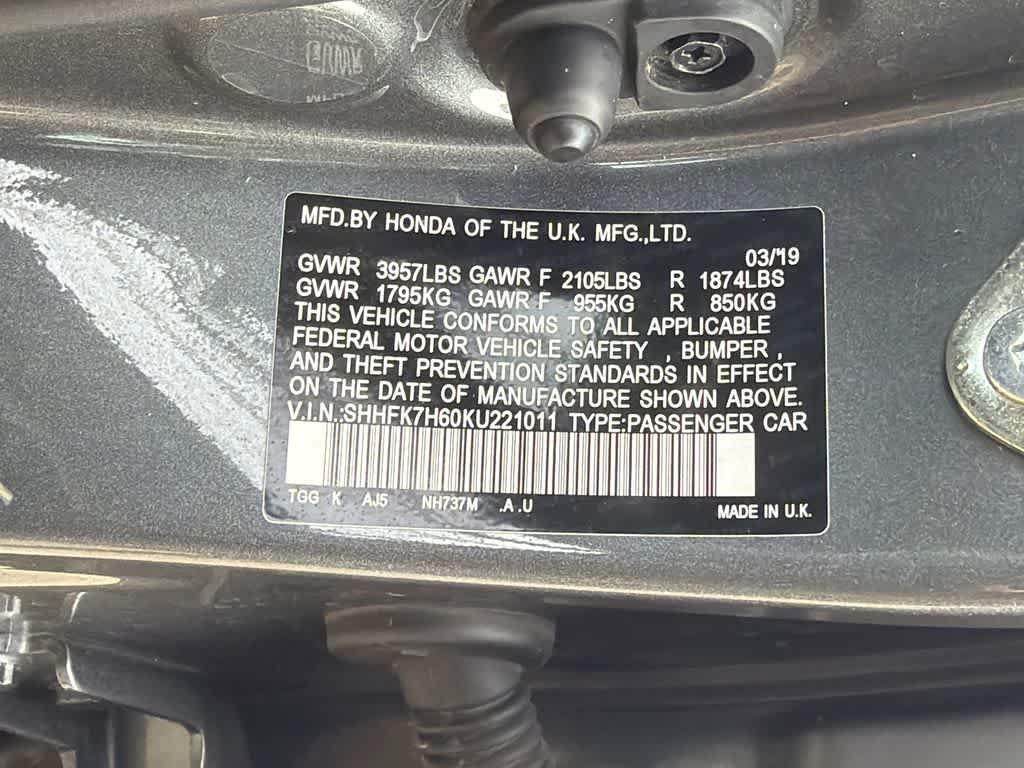 MFD.BY HONDA OF THE U.K. MFG.,LTD.
03/19
GVWR 3957LBS GAWR F 2105LBS R 1874LBS
GVWR 1795KG GAWR F 955KG R 850KG
THIS VEHICLE CONFORMS TO ALL APPLICABLE
FEDERAL MOTOR VEHICLE SAFETY , BUMPER ,
AND THEFT PREVENTION STANDARDS IN EFFECT
ON THE DATE OF MANUFACTURE SHOWN ABOVE.
V.I.N.:SHHFK7H60KU221011 TYPE:PASSENGER CAR
TGG K AJ5 NH737M .A .U
MADE IN U.K.